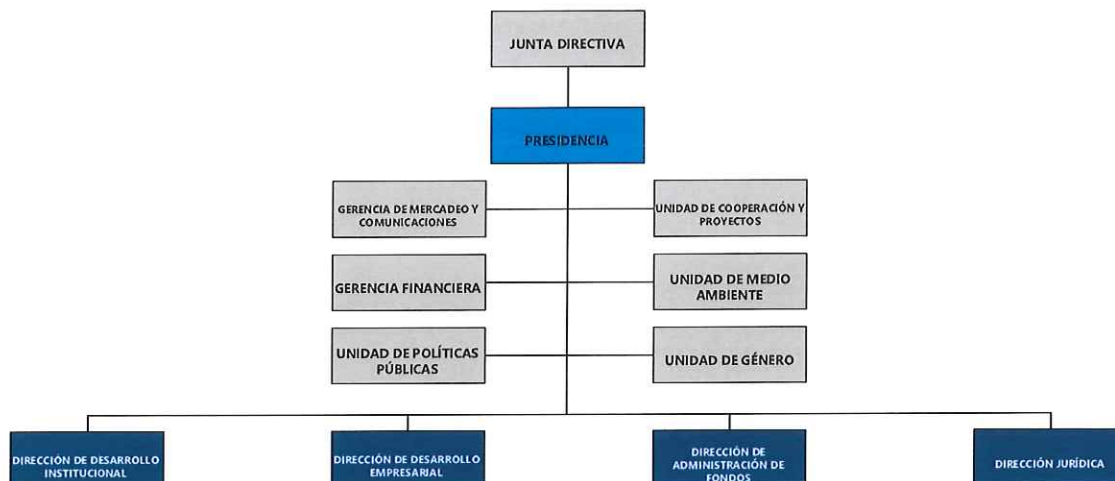 JUNTA DIRECTIVA
PRESIDENCIA
GERENCIA DE MERCADEO Y
COMUNICACIONES
UNIDAD DE COOPERACIÓN Y
PROYECTOS
GERENCIA FINANCIERA
UNIDAD DE MEDIO
AMBIENTE
UNIDAD DE POLÍTICAS
PÚBLICAS
UNIDAD DE GÉNERO
DIRECCIÓN DE DESARROLLO
INSTITUCIONAL
DIRECCIÓN DE DESARROLLO
EMPRESARIAL
DIRECCIÓN DE
ADMINISTRACIÓN DE
FONDOS
DIRECCIÓN JURÍDICA